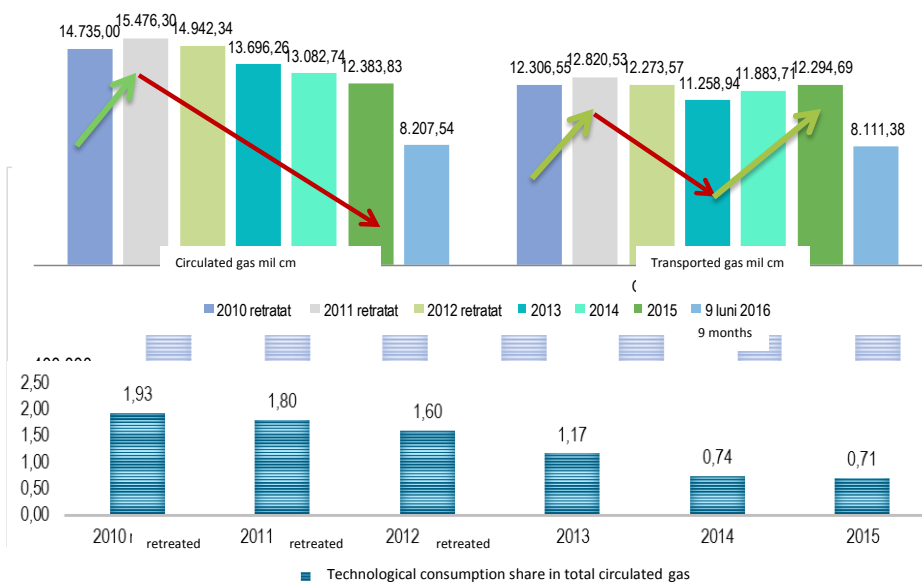 14.735,00 15.476,30 14.942,34 13.696,26 13.082,74 12.383,83 8.207,54
12.306,55 12.820,53 12.273,57 11.258,94 11.883,71 12.294,69 8.111,38
Circulated gas mil cm Transported gas mil cm
2010 retratat 2011 retratat 2012 retratat 2013 2014 2015 9 luni 2016
9 months
2,50
2,00
1,50
1,00
0,50
0,00
1,93 1,80 1,60 1,17 0,74 0,71
2010 retreated 2011 retreated 2012 retreated 2013 2014 2015
Technological consumption share in total circulated gas